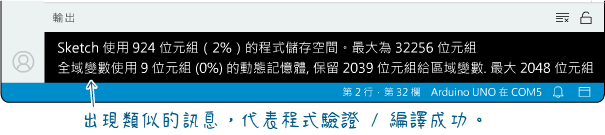 輸出
Sketch 使用 924 位元組 ( 2% ) 的程式儲存空間。最大為 32256 位元組
全域變數使用 9 位元組 (0%) 的動態記憶體, 保留 2039 位元組給區域變數. 最大 2048 位元組
第 2 行，第 32 欄 Arduino UNO 在 COM5
出現類似的訊息，代表程式驗證 / 編譯成功。